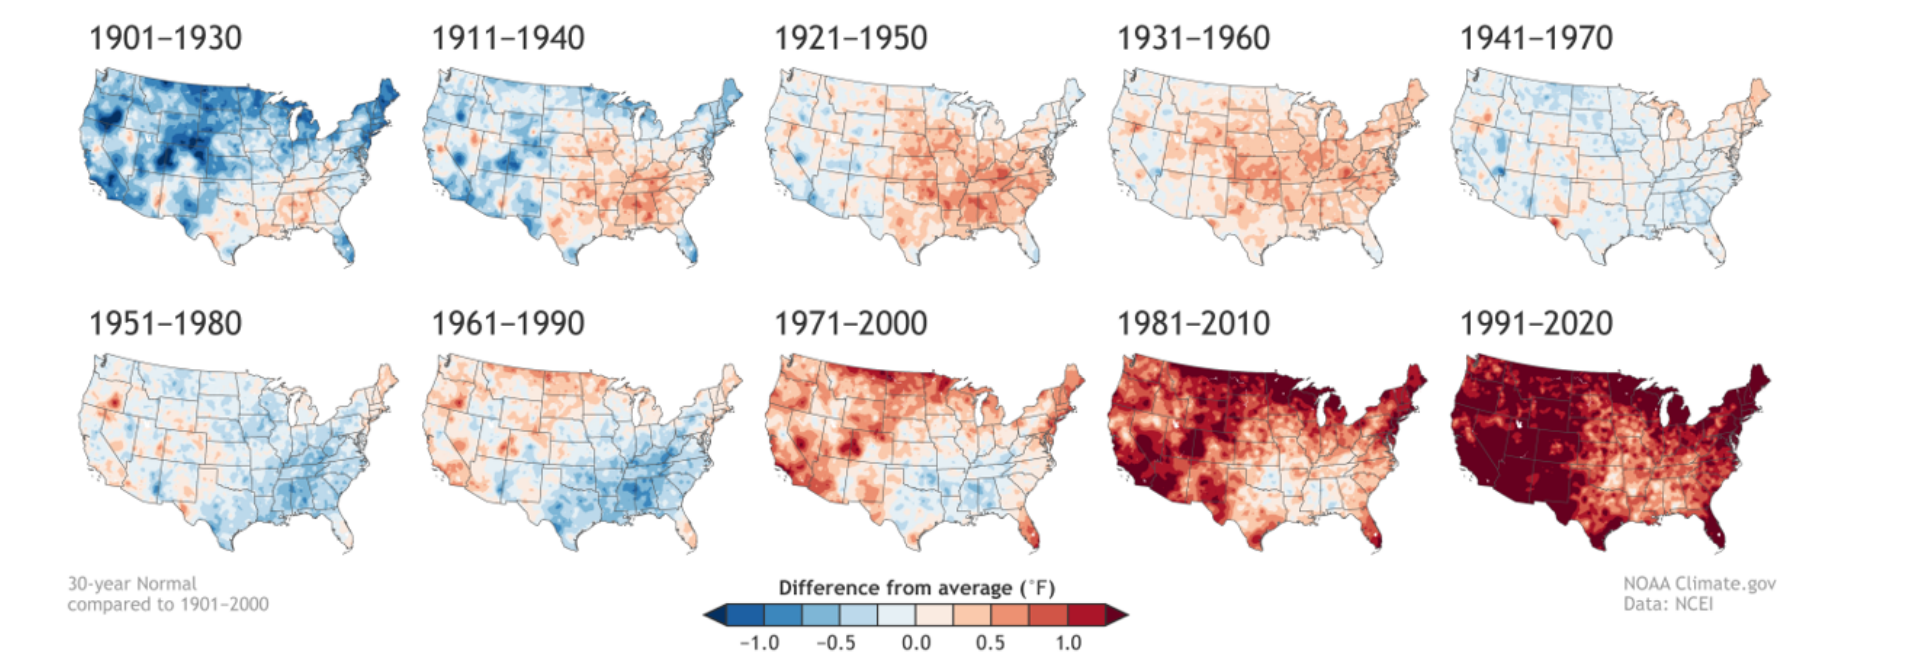 1901–1930
1911–1940
1921–1950
1931–1960
1941–1970
1951–1980
1961–1990
1971–2000
1981–2010
1991–2020
30-year Normal
compared to 1901–2000
Difference from average (°F)
−1.0 −0.5 0.0 0.5 1.0
NOAA Climate.gov
Data: NCEI